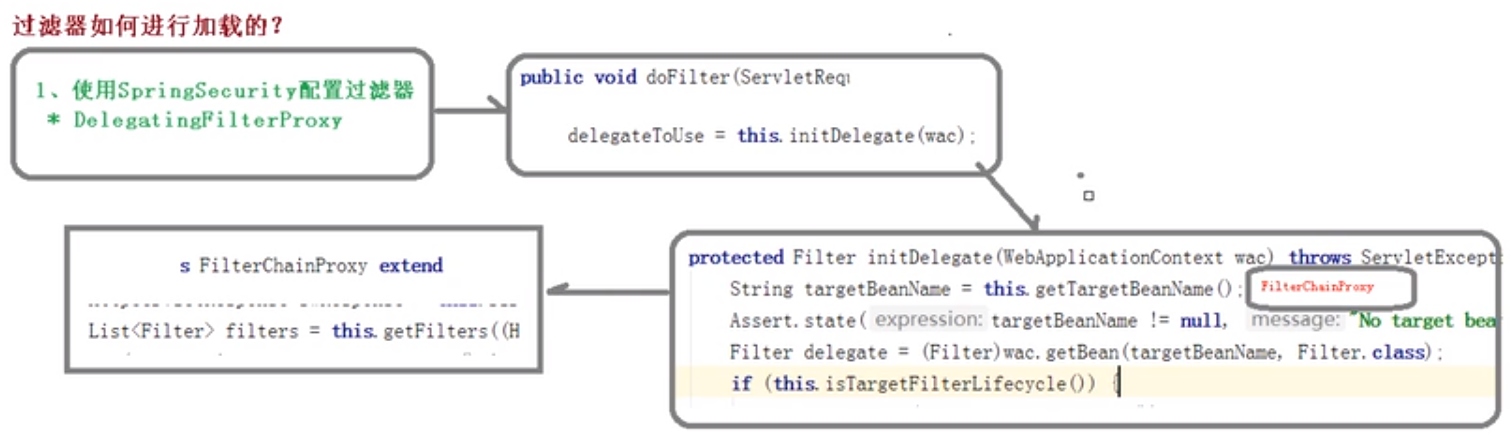 过滤器如何进行加载的？
1、使用SpringSecurity配置过滤器
* DelegatingFilterProxy
public void doFilter(ServletRequ
delegateToUse = this.initDelegate(wac);
protected Filter initDelegate(WebApplicationContext wac) throws ServletExcepti
String targetBeanName = this.getTargetBeanName(); FilterChainProxy
Assert.state( expression: targetBeanName != null, message: "No target bea
Filter delegate = (Filter)wac.getBean(targetBeanName, Filter.class);
if (this.isTargetFilterLifecycle()) {
s FilterChainProxy extend
List<Filter> filters = this.getFilters((H